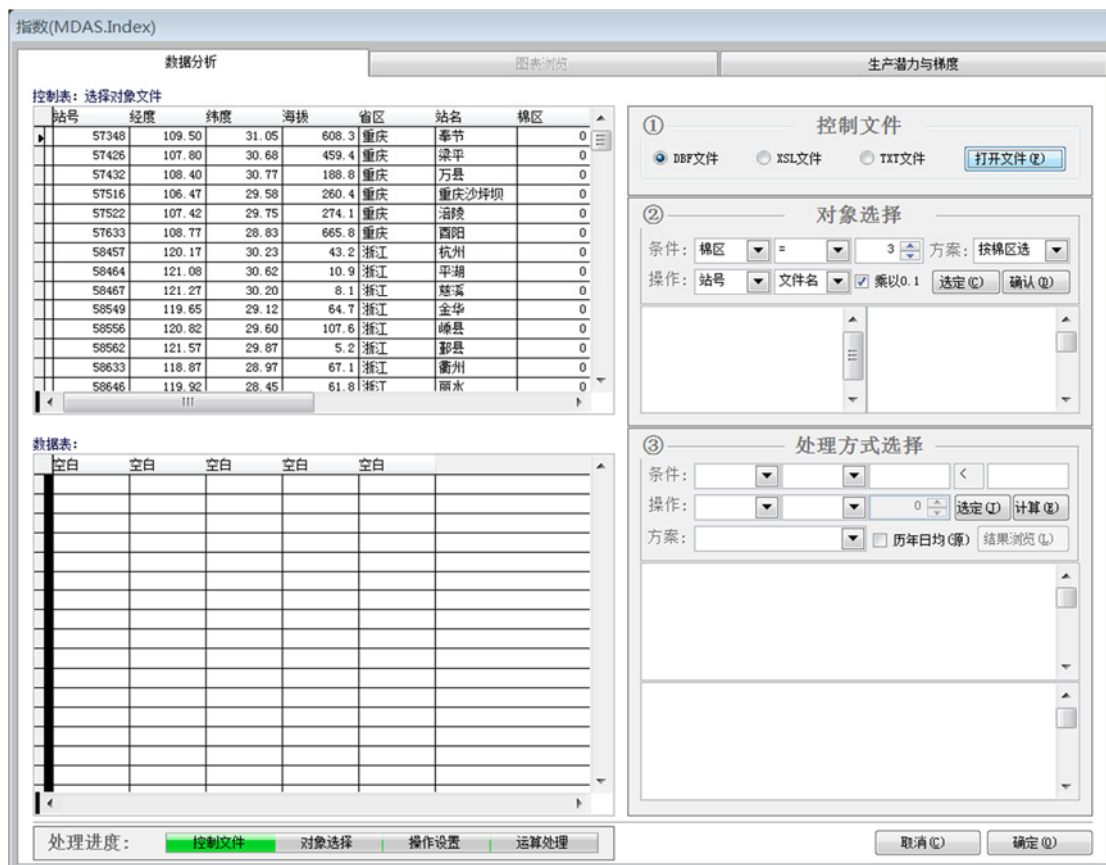 指数(MDAS.Index)
数据分析 图表浏览 生产潜力与梯度
控制表：选择对象文件
站号 经度 纬度 海拔 省区 站名 棉区
57348 109.50 31.05 608.3 重庆 奉节 0
57426 107.80 30.68 459.4 重庆 梁平 0
57432 108.40 30.77 188.8 重庆 万县 0
57516 106.47 29.58 260.4 重庆 重庆沙坪坝 0
57522 107.42 29.75 274.1 重庆 涪陵 0
57633 108.77 28.83 665.8 重庆 酉阳 0
58457 120.17 30.23 43.2 浙江 杭州 0
58464 121.08 30.62 10.9 浙江 平湖 0
58467 121.27 30.20 8.1 浙江 慈溪 0
58549 119.65 29.12 64.7 浙江 金华 0
58556 120.82 29.60 107.6 浙江 嵊县 0
58562 121.57 29.87 5.2 浙江 鄞县 0
58633 118.87 28.97 67.1 浙江 衢州 0
58646 119.92 28.45 61.8 浙江 丽水 0
① 控制文件
DBF文件 XSL文件 TXT文件 打开文件(F)
② 对象选择
条件: 棉区 = 3 方案: 按棉区选
操作: 站号 文件名 乘以0.1 选定(C) 确认(D)
数据表:
空白 空白 空白 空白 空白
③ 处理方式选择
条件: <
操作: 0 选定(J) 计算(E)
方案: 历年日均(源) 结果浏览(L)
处理进度: 控制文件 对象选择 操作设置 运算处理
取消(C) 确定(O)